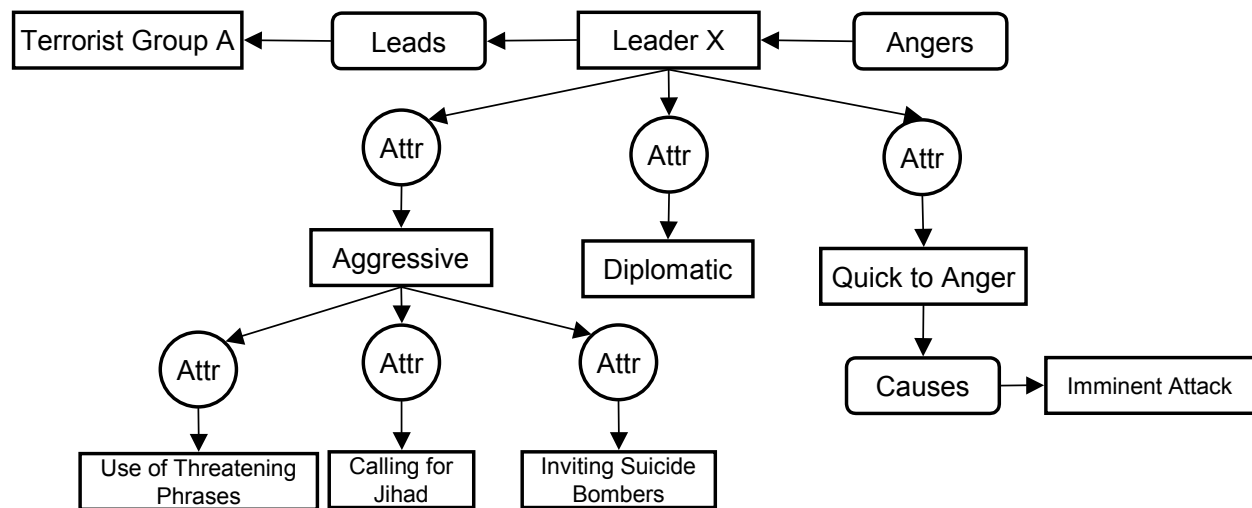 Terrorist Group A
Leads
Leader X
Angers
Attr
Attr
Attr
Aggressive
Diplomatic
Quick to Anger
Attr
Attr
Attr
Causes
Imminent Attack
Use of Threatening
Phrases
Calling for
Jihad
Inviting Suicide
Bombers